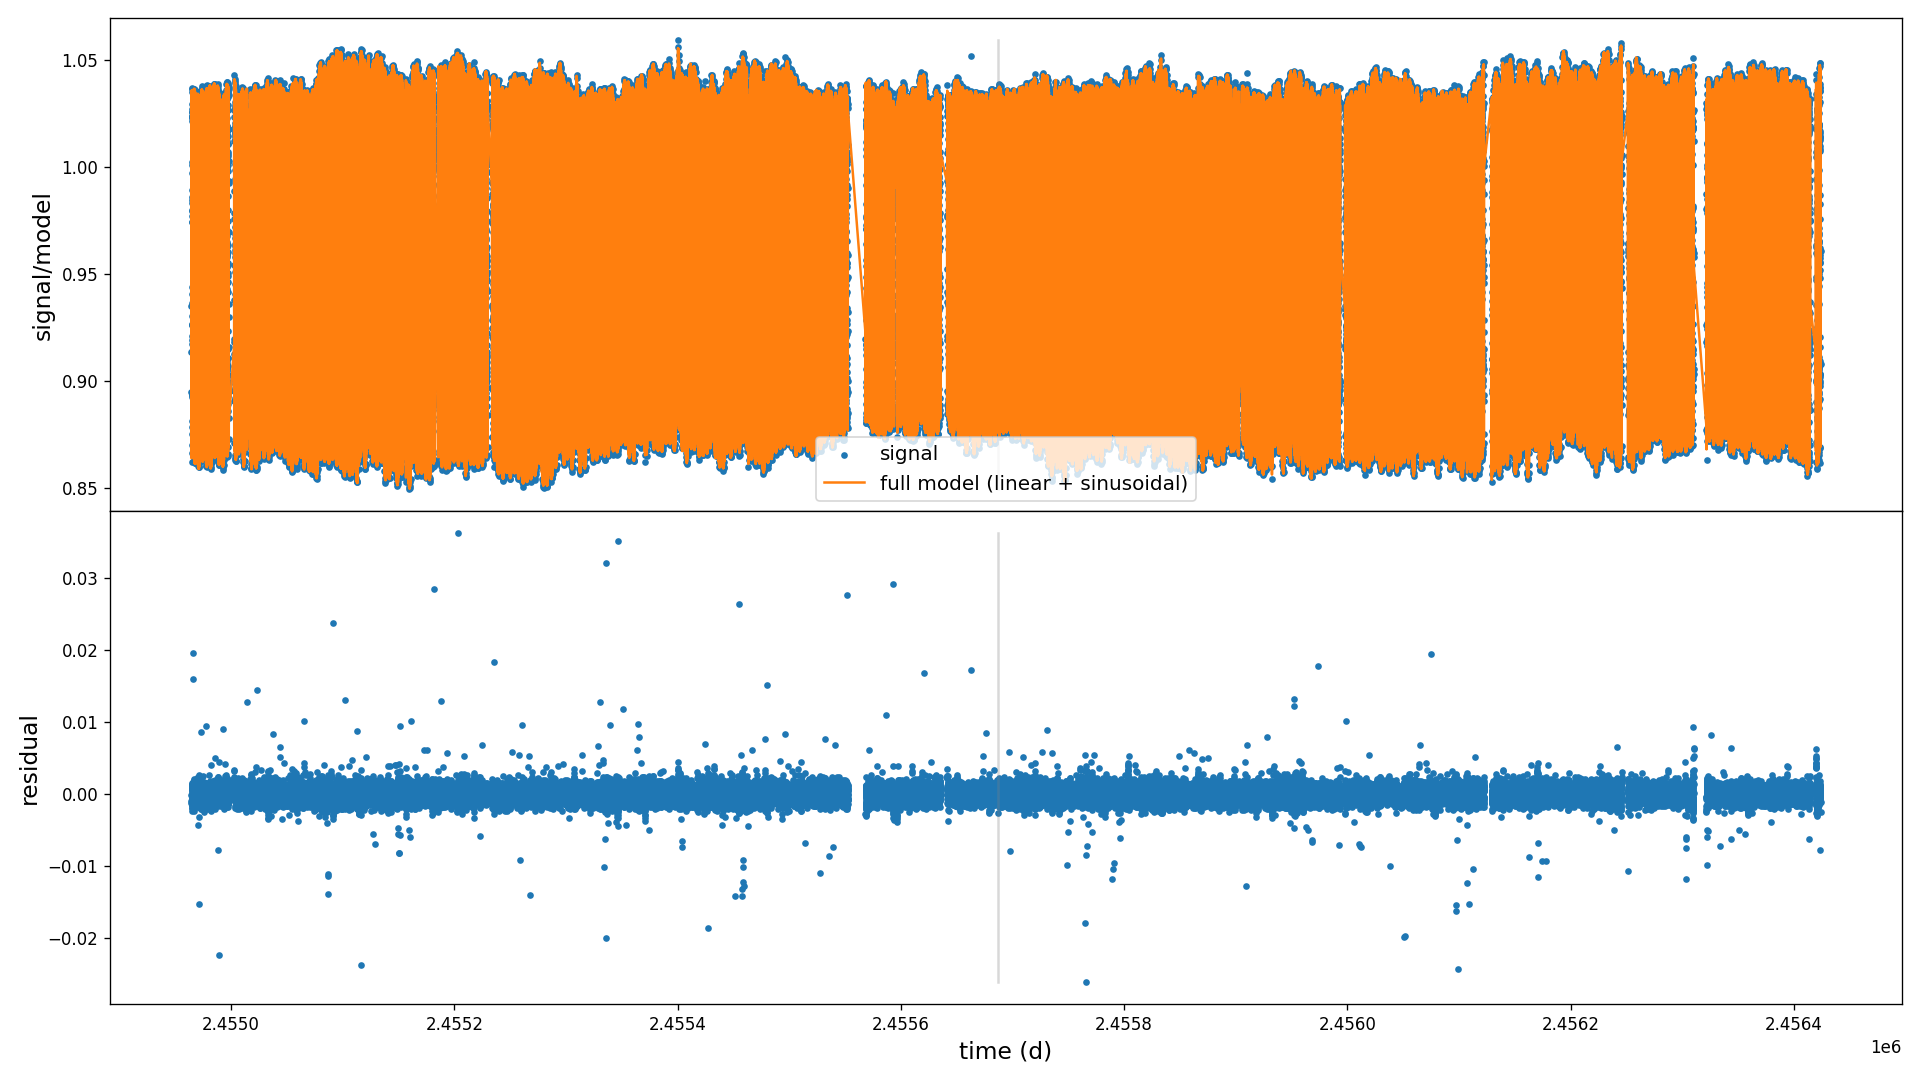 1.05
1.00
0.95
0.90
0.85
signal/model
signal
full model (linear + sinusoidal)
0.03
0.02
0.01
0.00
−0.01
−0.02
residual
2.4550 2.4552 2.4554 2.4556 2.4558 2.4560 2.4562 2.4564
1e6
time (d)